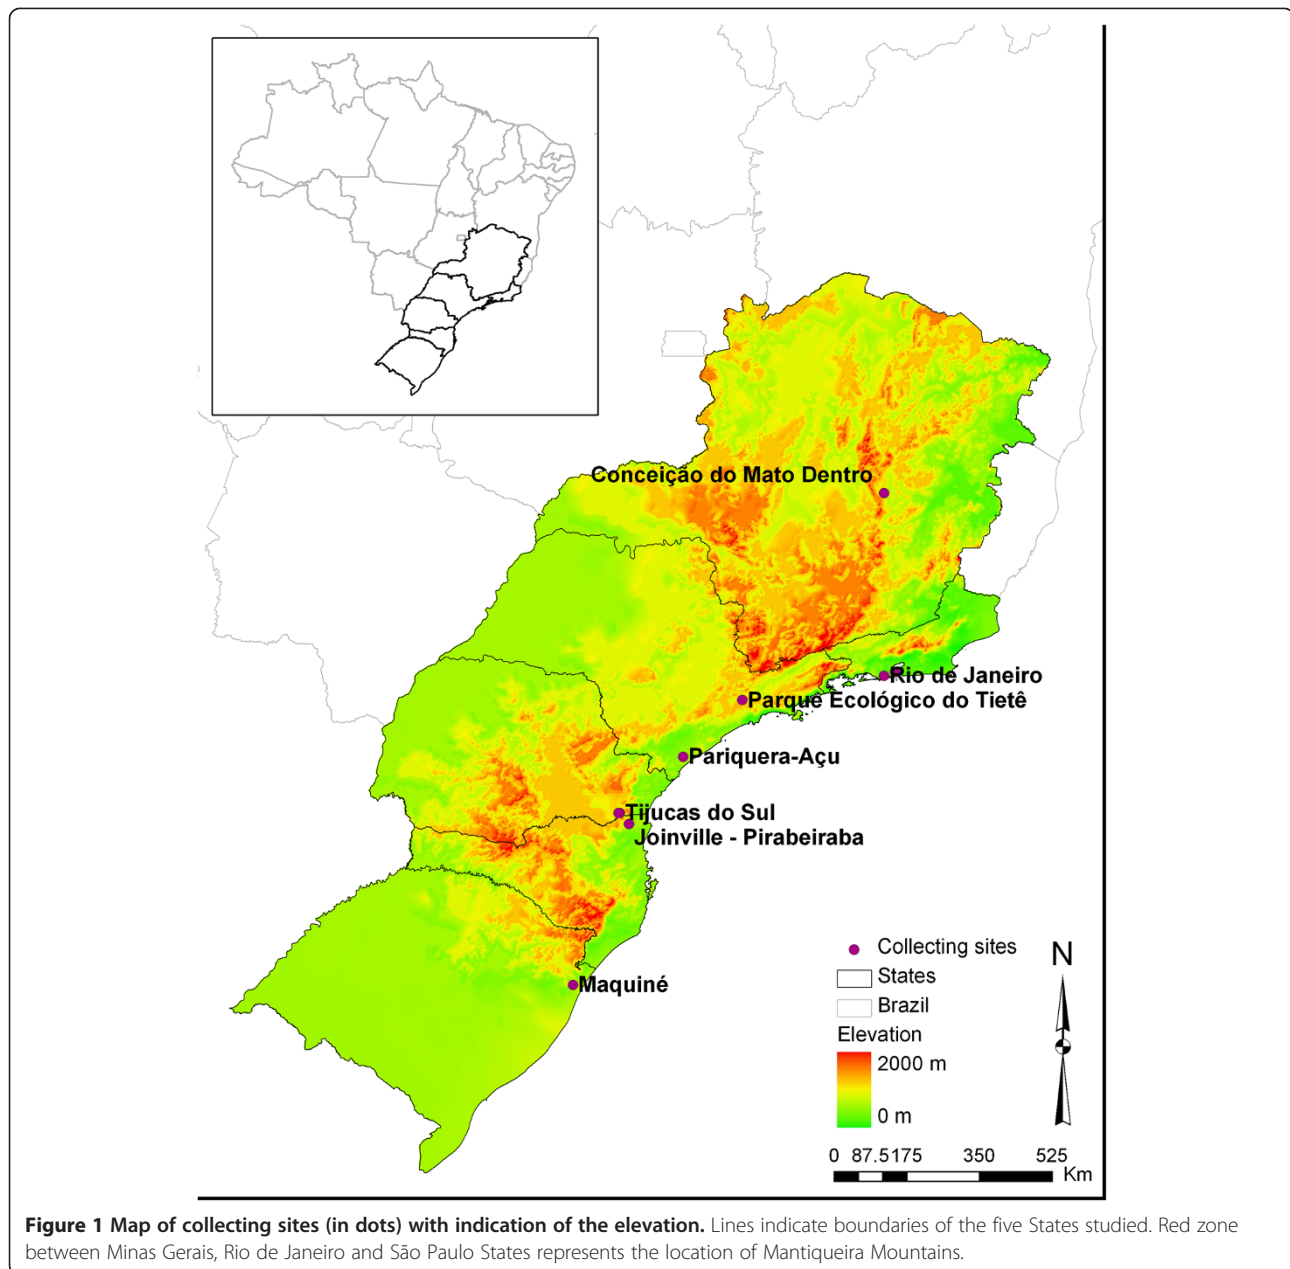 Conceição do Mato Dentro
Rio de Janeiro
Parque Ecológico do Tietê
Pariquera-Açu
Tijucas do Sul
Joinville - Pirabeiraba
Maquiné
Collecting sites
States
Brazil
Elevation
2000 m
0 m
N
0 87.5175 350 525
Km
Figure 1 Map of collecting sites (in dots) with indication of the elevation. Lines indicate boundaries of the five States studied. Red zone
between Minas Gerais, Rio de Janeiro and São Paulo States represents the location of Mantiqueira Mountains.